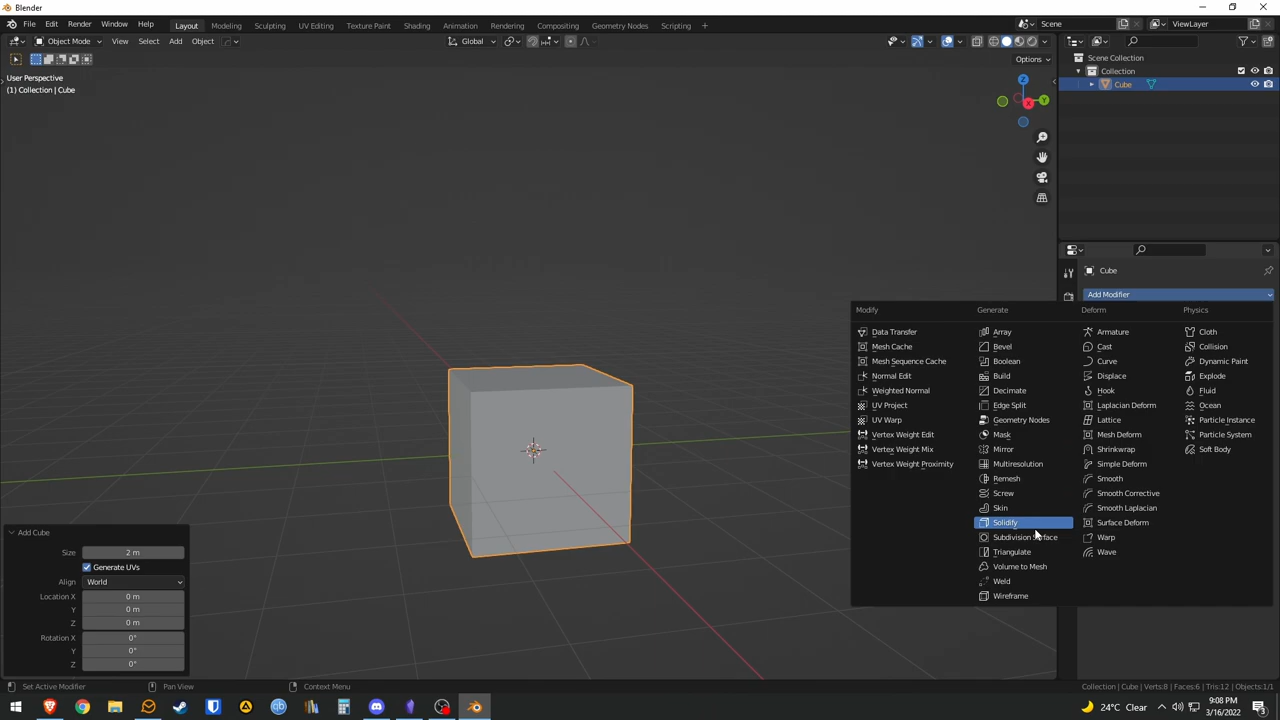 Blender
File Edit Render Window Help Layout Modeling Sculpting UV Editing Texture Paint Shading Animation Rendering Compositing Geometry Nodes Scripting + Scene ViewLayer
Object Mode View Select Add Object Global
Options
User Perspective
(1) Collection | Cube
Z
Y
X
Scene Collection
Collection
Cube
Cube
Add Modifier
Modify Generate Deform Physics
Data Transfer Array Armature Cloth
Mesh Cache Bevel Cast Collision
Mesh Sequence Cache Boolean Curve Dynamic Paint
Normal Edit Build Displace Explode
Weighted Normal Decimate Hook Fluid
UV Project Edge Split Laplacian Deform Ocean
UV Warp Geometry Nodes Lattice Particle Instance
Vertex Weight Edit Mask Mesh Deform Particle System
Vertex Weight Mix Mirror Shrinkwrap Soft Body
Vertex Weight Proximity Multiresolution Simple Deform
Remesh Smooth
Screw Smooth Corrective
Skin Smooth Laplacian
Solidify Surface Deform
Subdivision Surface Warp
Triangulate Wave
Volume to Mesh
Weld
Wireframe
Add Cube
Size 2 m
Generate UVs
Align World
Location X 0 m
Y 0 m
Z 0 m
Rotation X 0°
Y 0°
Z 0°
Set Active Modifier Pan View Context Menu Collection | Cube | Verts:8 | Faces:6 | Tris:12 | Objects:1/1
24°C Clear 9:08 PM
3/16/2022